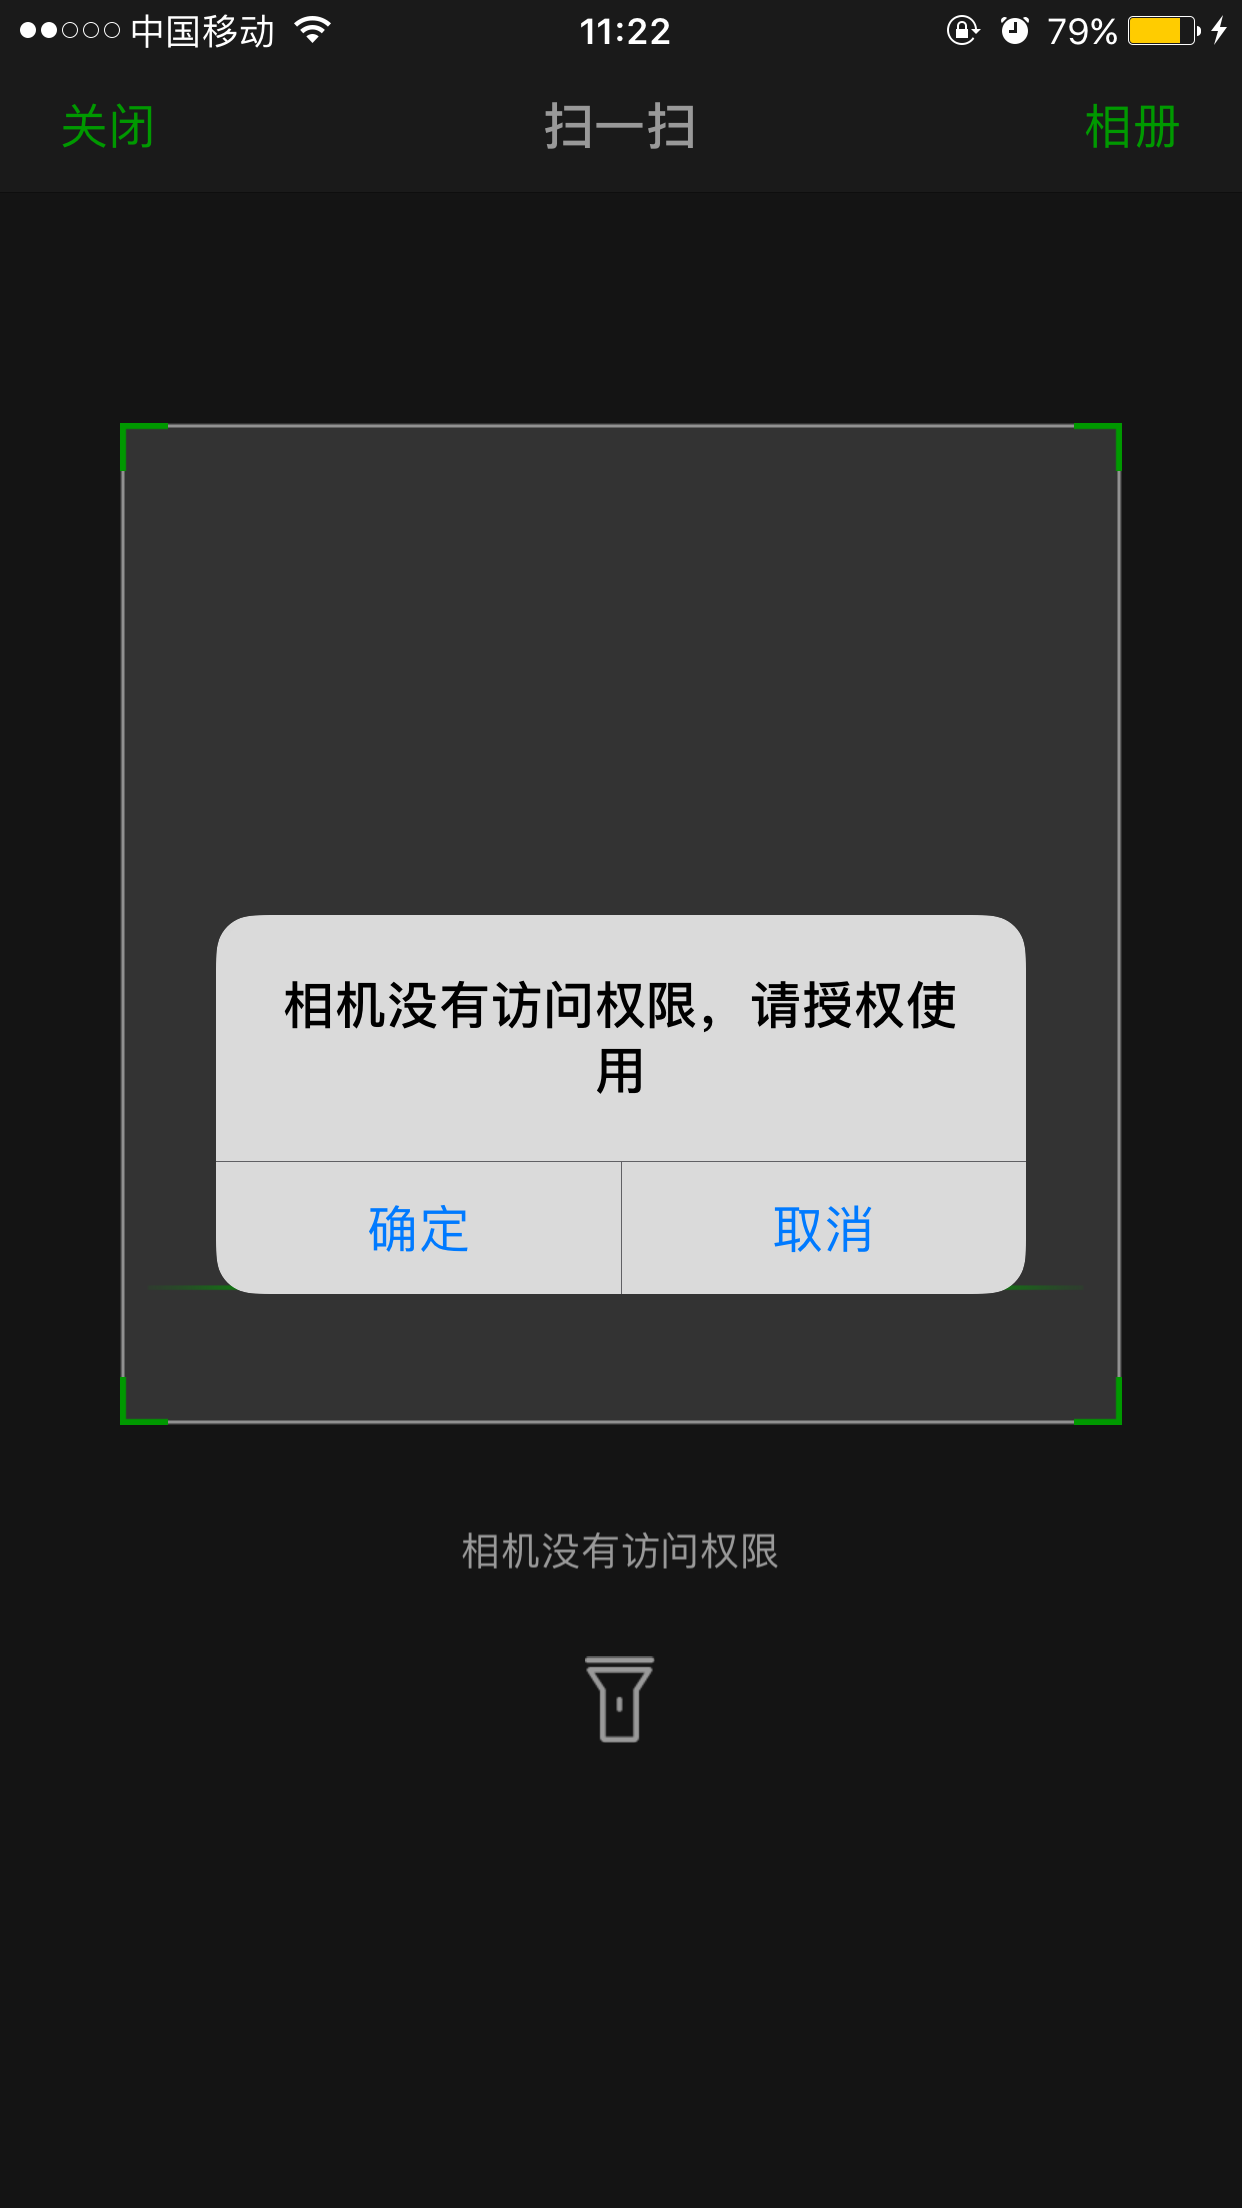 中国移动 11:22 79%
关闭 扫一扫 相册
相机没有访问权限，请授权使
用
确定 取消
相机没有访问权限